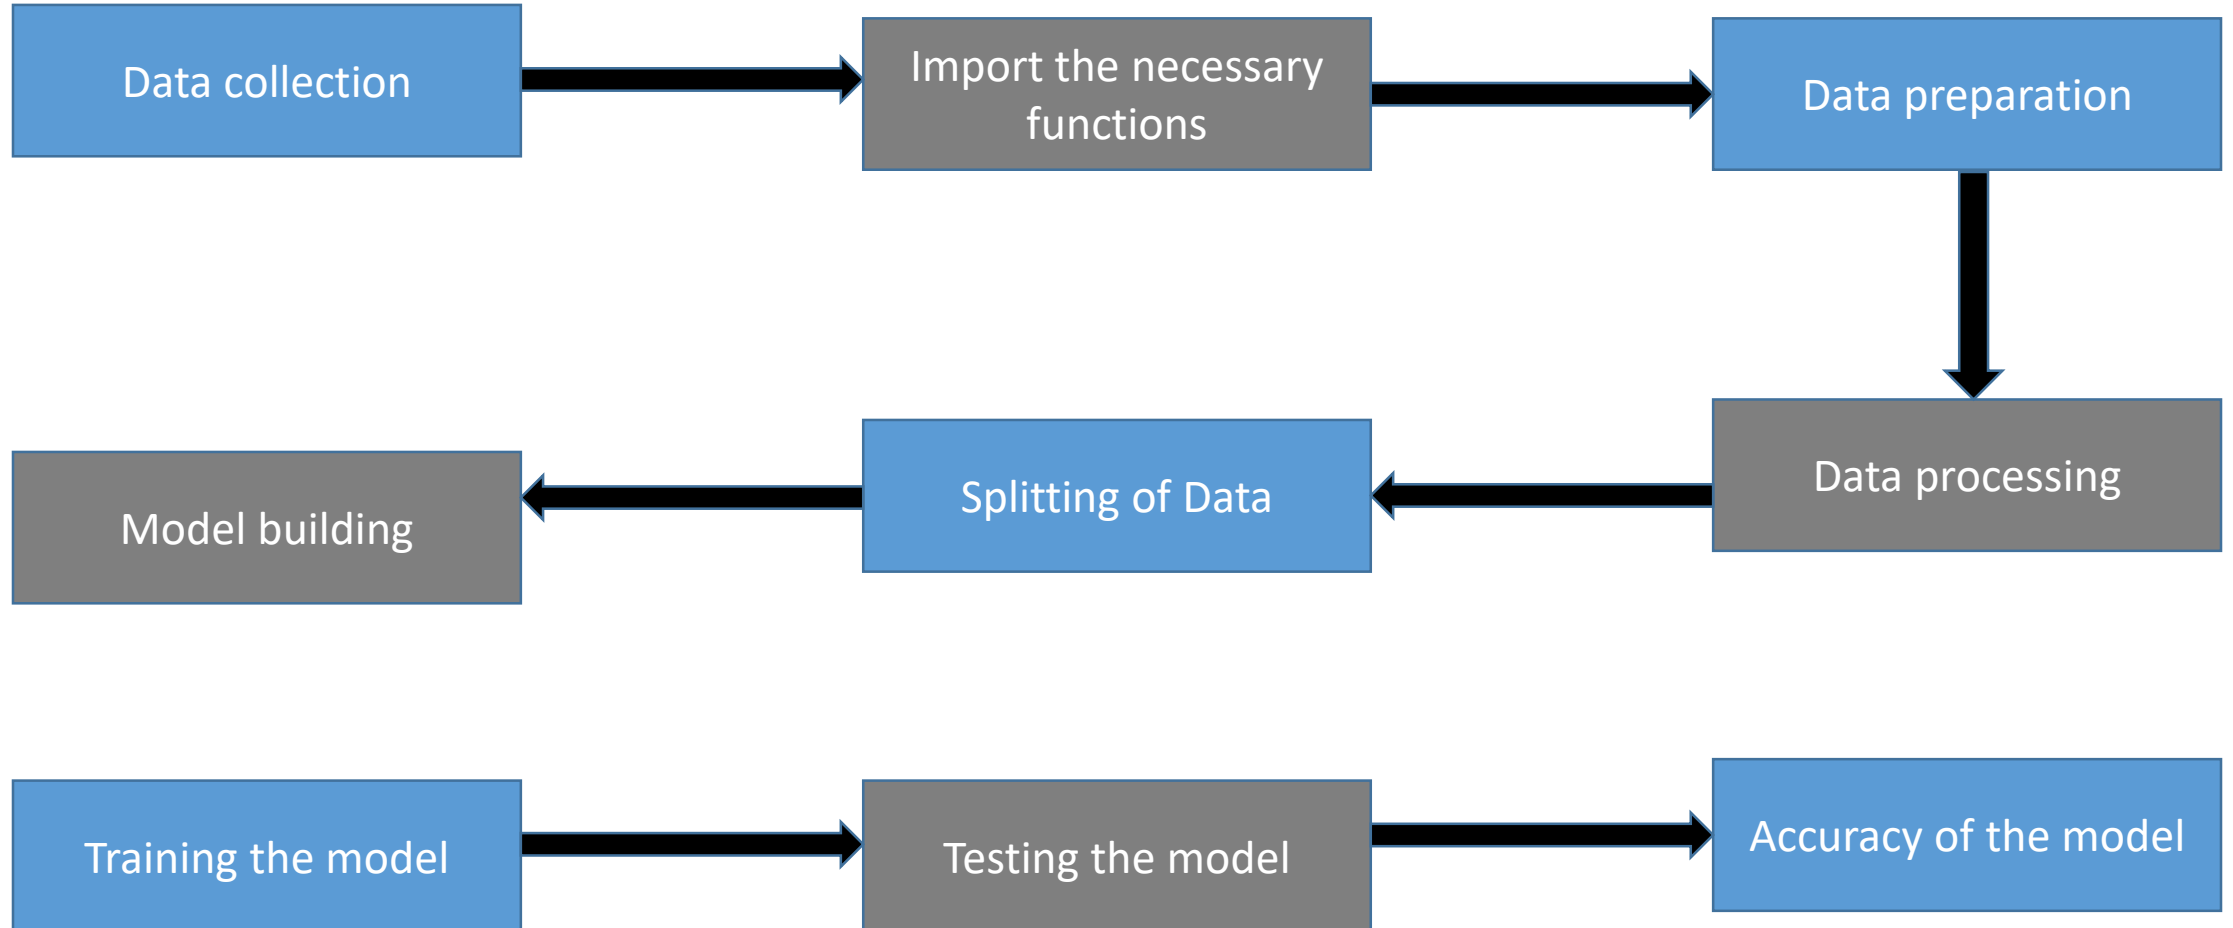 Data collection
Import the necessary
functions
Data preparation
Model building
Splitting of Data
Data processing
Training the model
Testing the model
Accuracy of the model